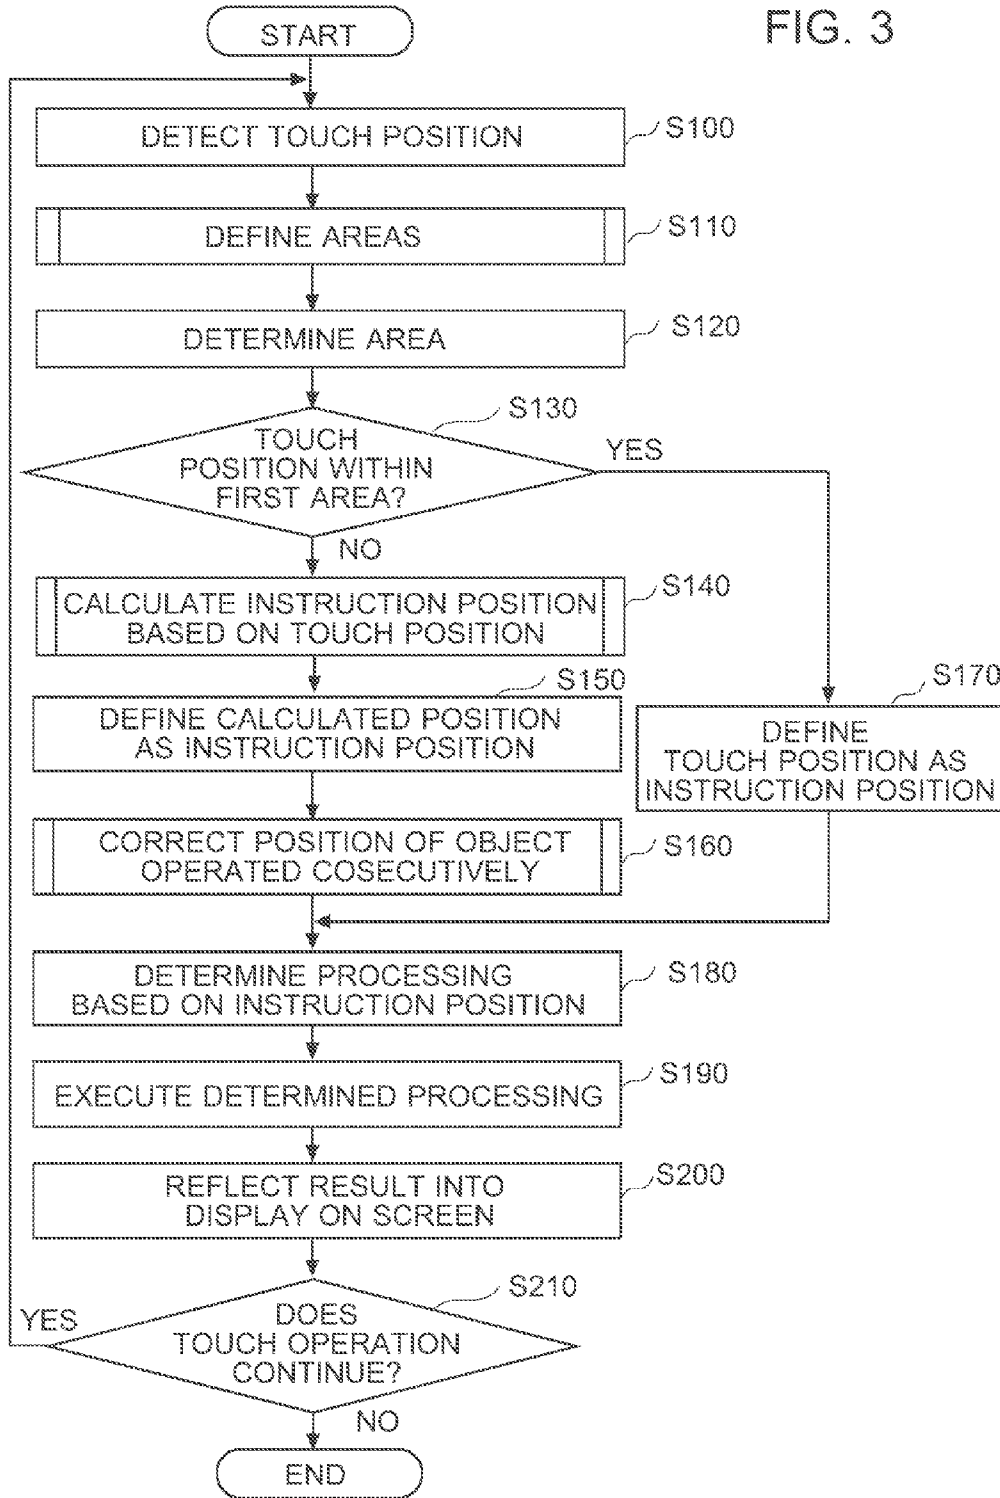 FIG. 3
START
DETECT TOUCH POSITION
S100
DEFINE AREAS
S110
DETERMINE AREA
S120
S130
TOUCH
POSITION WITHIN
FIRST AREA?
YES
NO
CALCULATE INSTRUCTION POSITION
BASED ON TOUCH POSITION
S140
S150
DEFINE CALCULATED POSITION
AS INSTRUCTION POSITION
S170
DEFINE
TOUCH POSITION AS
INSTRUCTION POSITION
CORRECT POSITION OF OBJECT
OPERATED COSECUTIVELY
S160
DETERMINE PROCESSING
BASED ON INSTRUCTION POSITION
S180
EXECUTE DETERMINED PROCESSING
S190
REFLECT RESULT INTO
DISPLAY ON SCREEN
S200
S210
YES
DOES
TOUCH OPERATION
CONTINUE?
NO
END